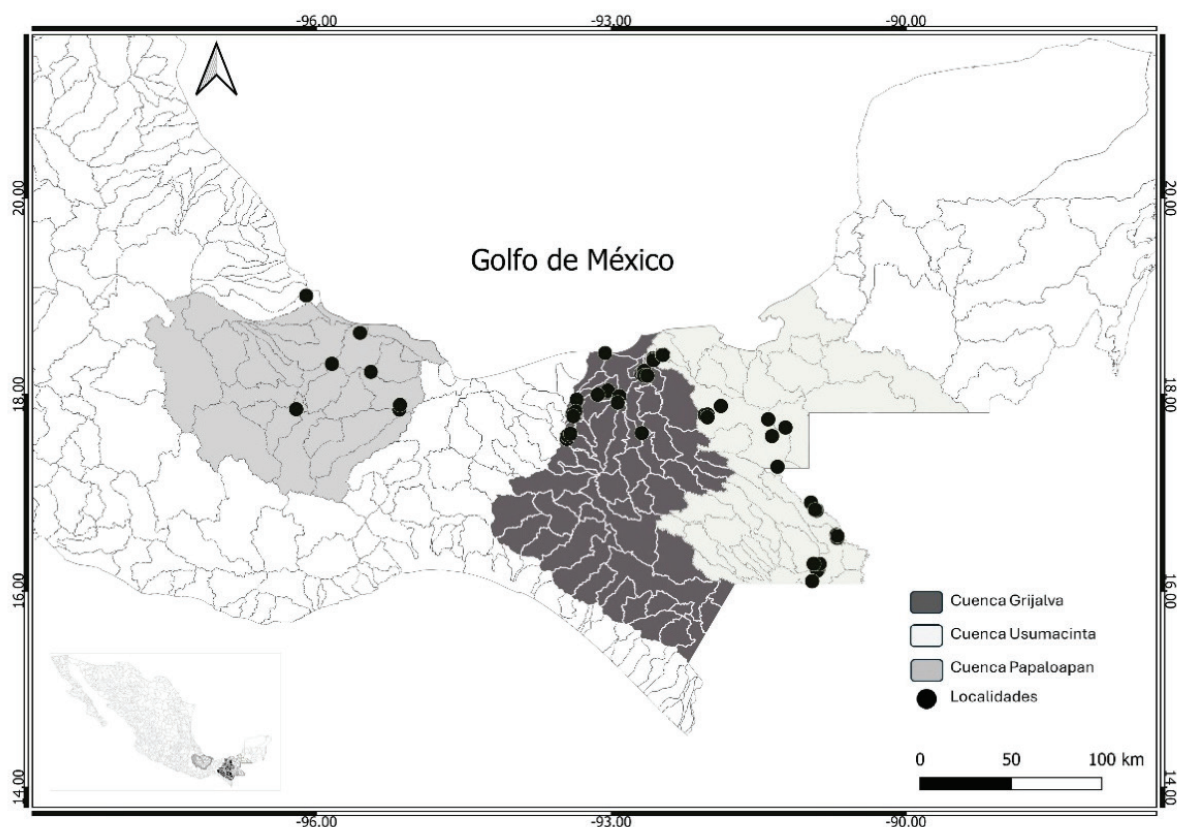 -96.00 -93.00 -90.00
20.00 20.00
Golfo de México
18.00 18.00
16.00 16.00
Cuenca Grijalva
Cuenca Usumacinta
Cuenca Papaloapan
Localidades
0 50 100 km
14.00 14.00
-96.00 -93.00 -90.00